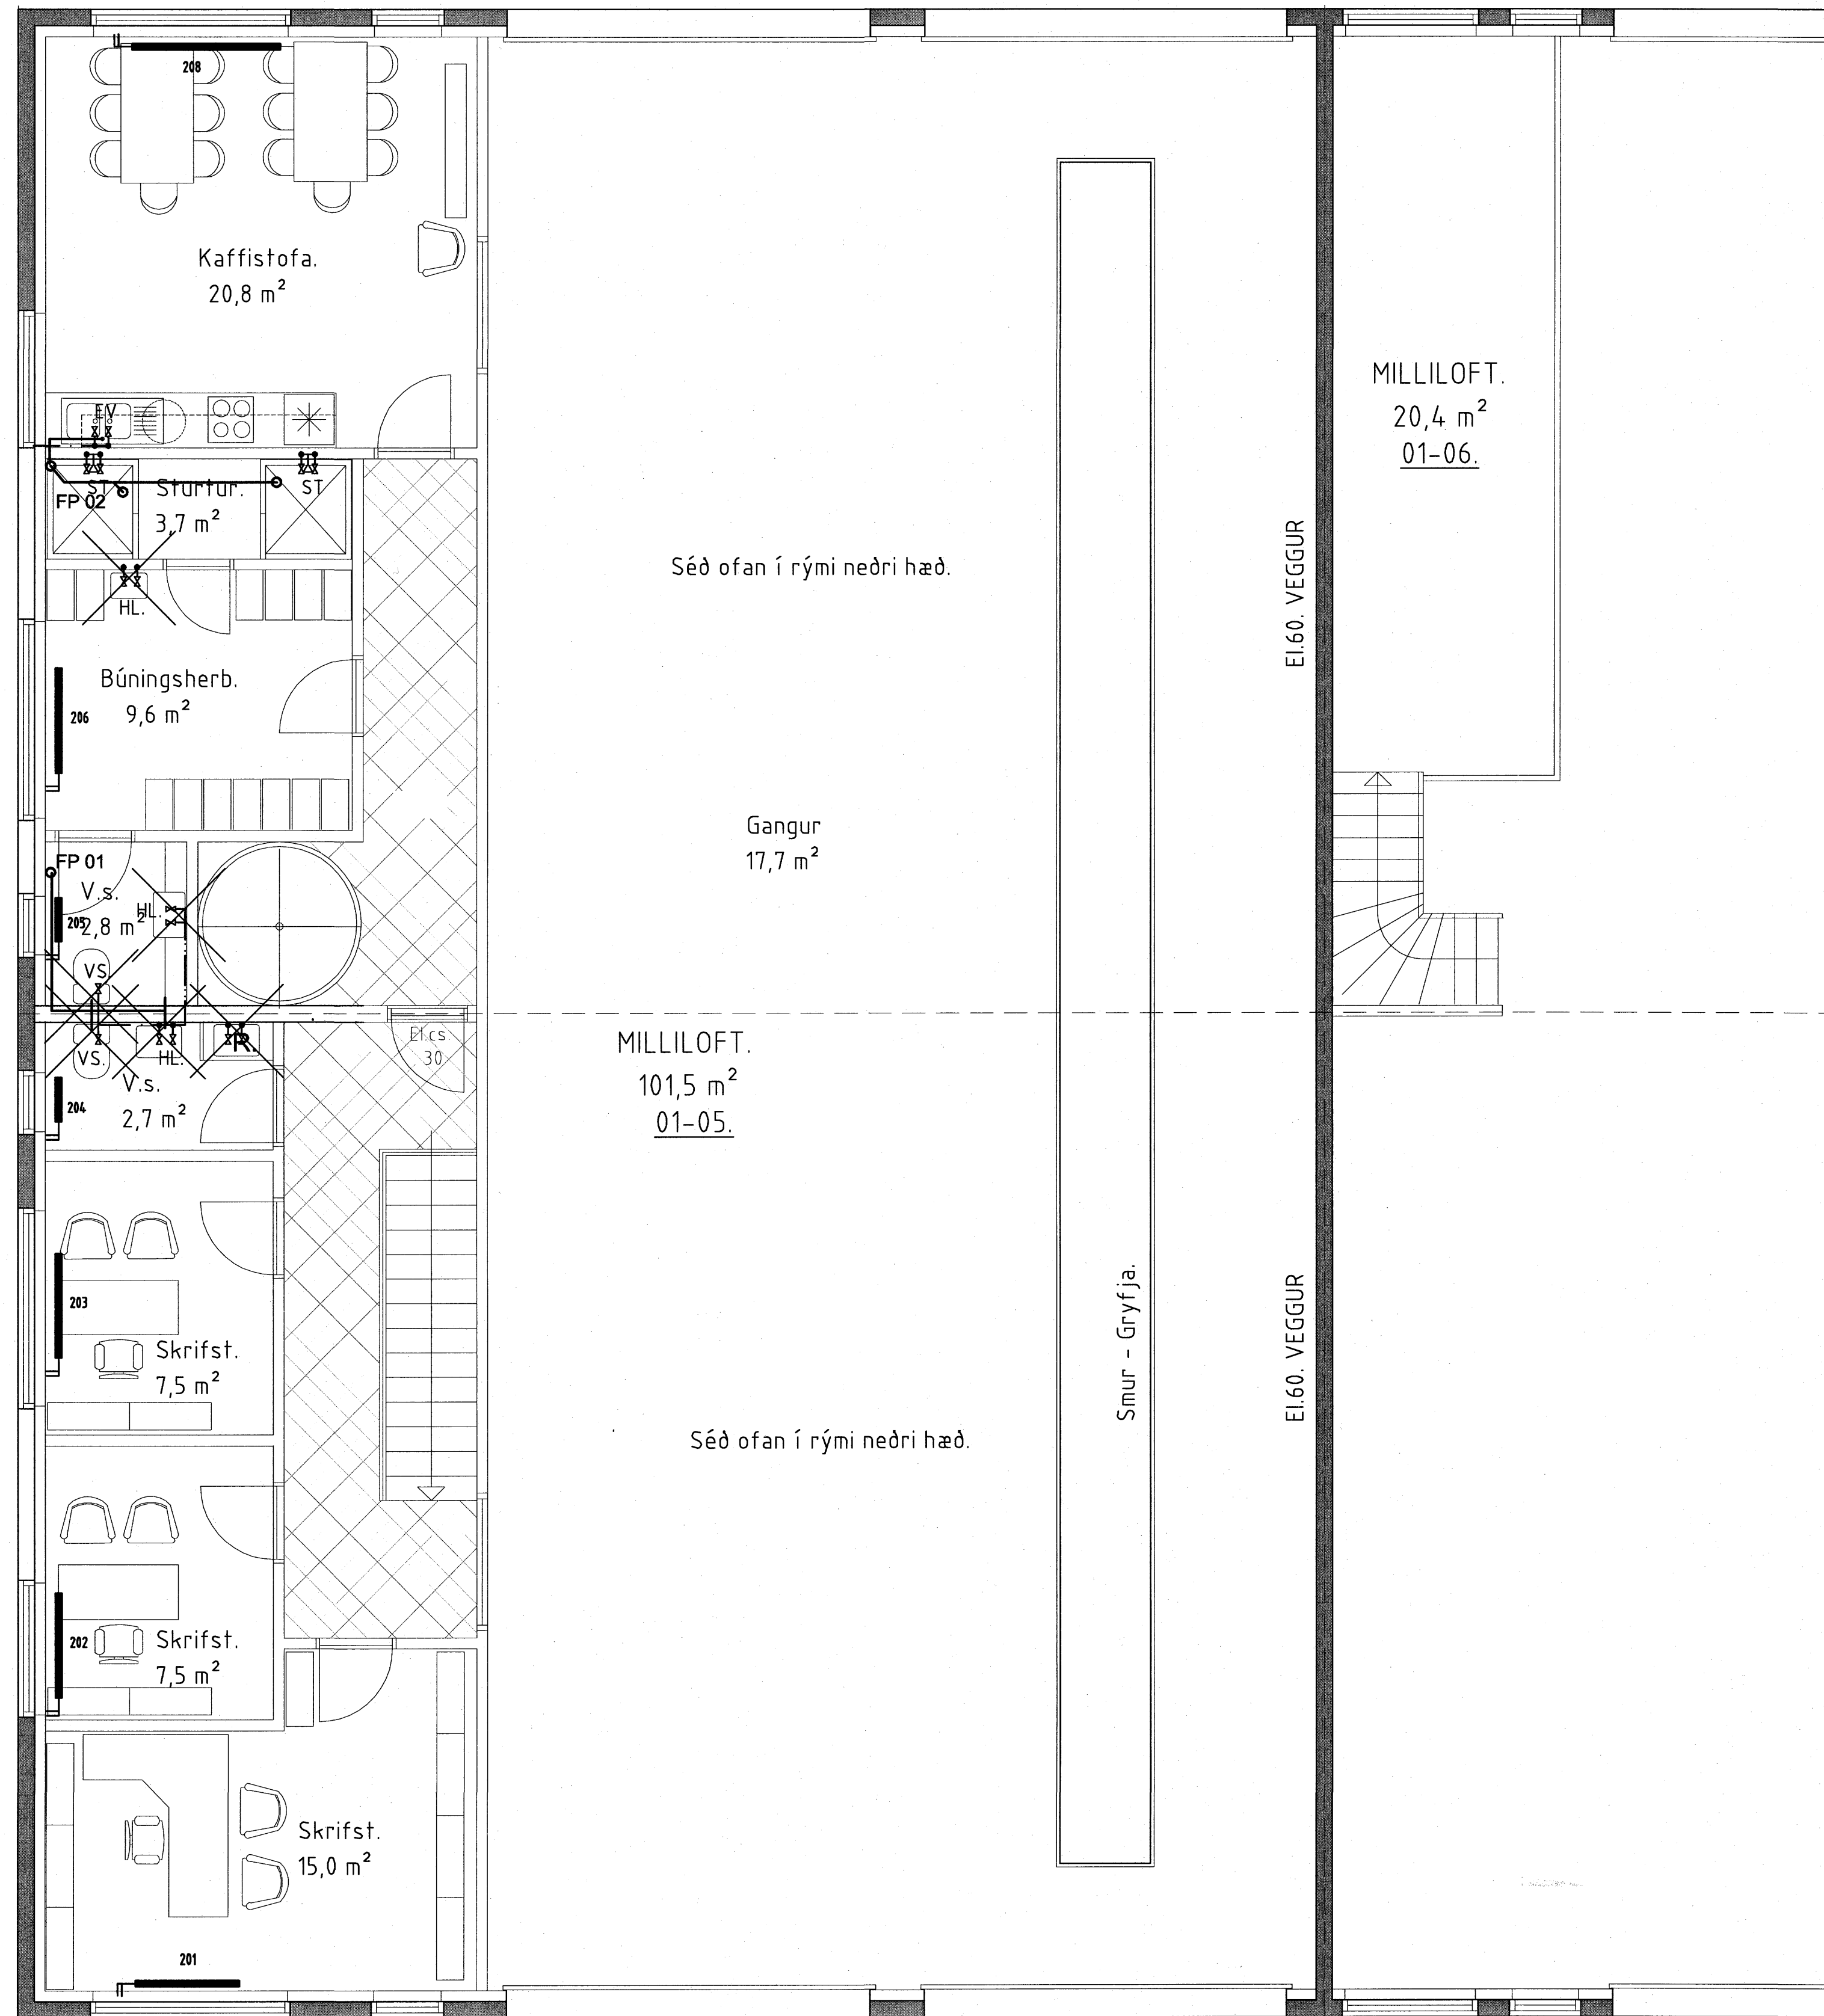 208
Kaffistofa.
20,8 m²
EV
ST
FP 02
Sturtur.
3,7 m²
ST
HL.
Búningsherb.
9,6 m²
206
FP 01
V.s.
2,8 m²
205
HL.
VS
VS.
HL.
R.
V.s.
2,7 m²
204
EI.cs
30
203
Skrifst.
7,5 m²
202
Skrifst.
7,5 m²
Skrifst.
15,0 m²
201
Séð ofan í rými neðri hæð.
Gangur
17,7 m²
MILLILOFT.
101,5 m²
01-05.
Séð ofan í rými neðri hæð.
Smur - Gryfja.
EI.60. VEGGUR
EI.60. VEGGUR
MILLILOFT.
20,4 m²
01-06.